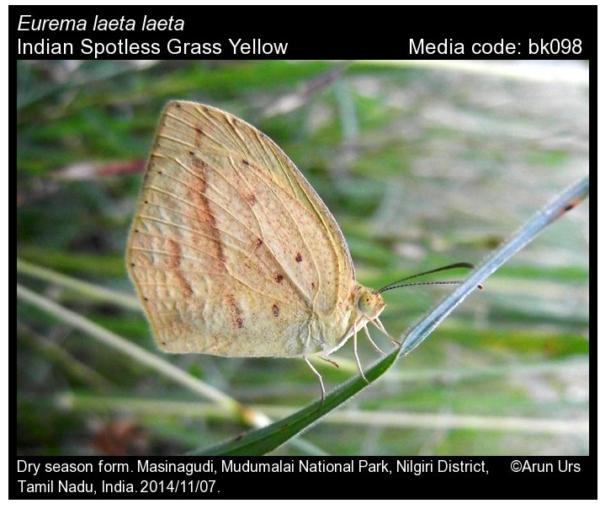 Eurema laeta laeta
Indian Spotless Grass Yellow Media code: bk098
Dry season form. Masinagudi, Mudumalai National Park, Nilgiri District, ©Arun Urs
Tamil Nadu, India. 2014/11/07.